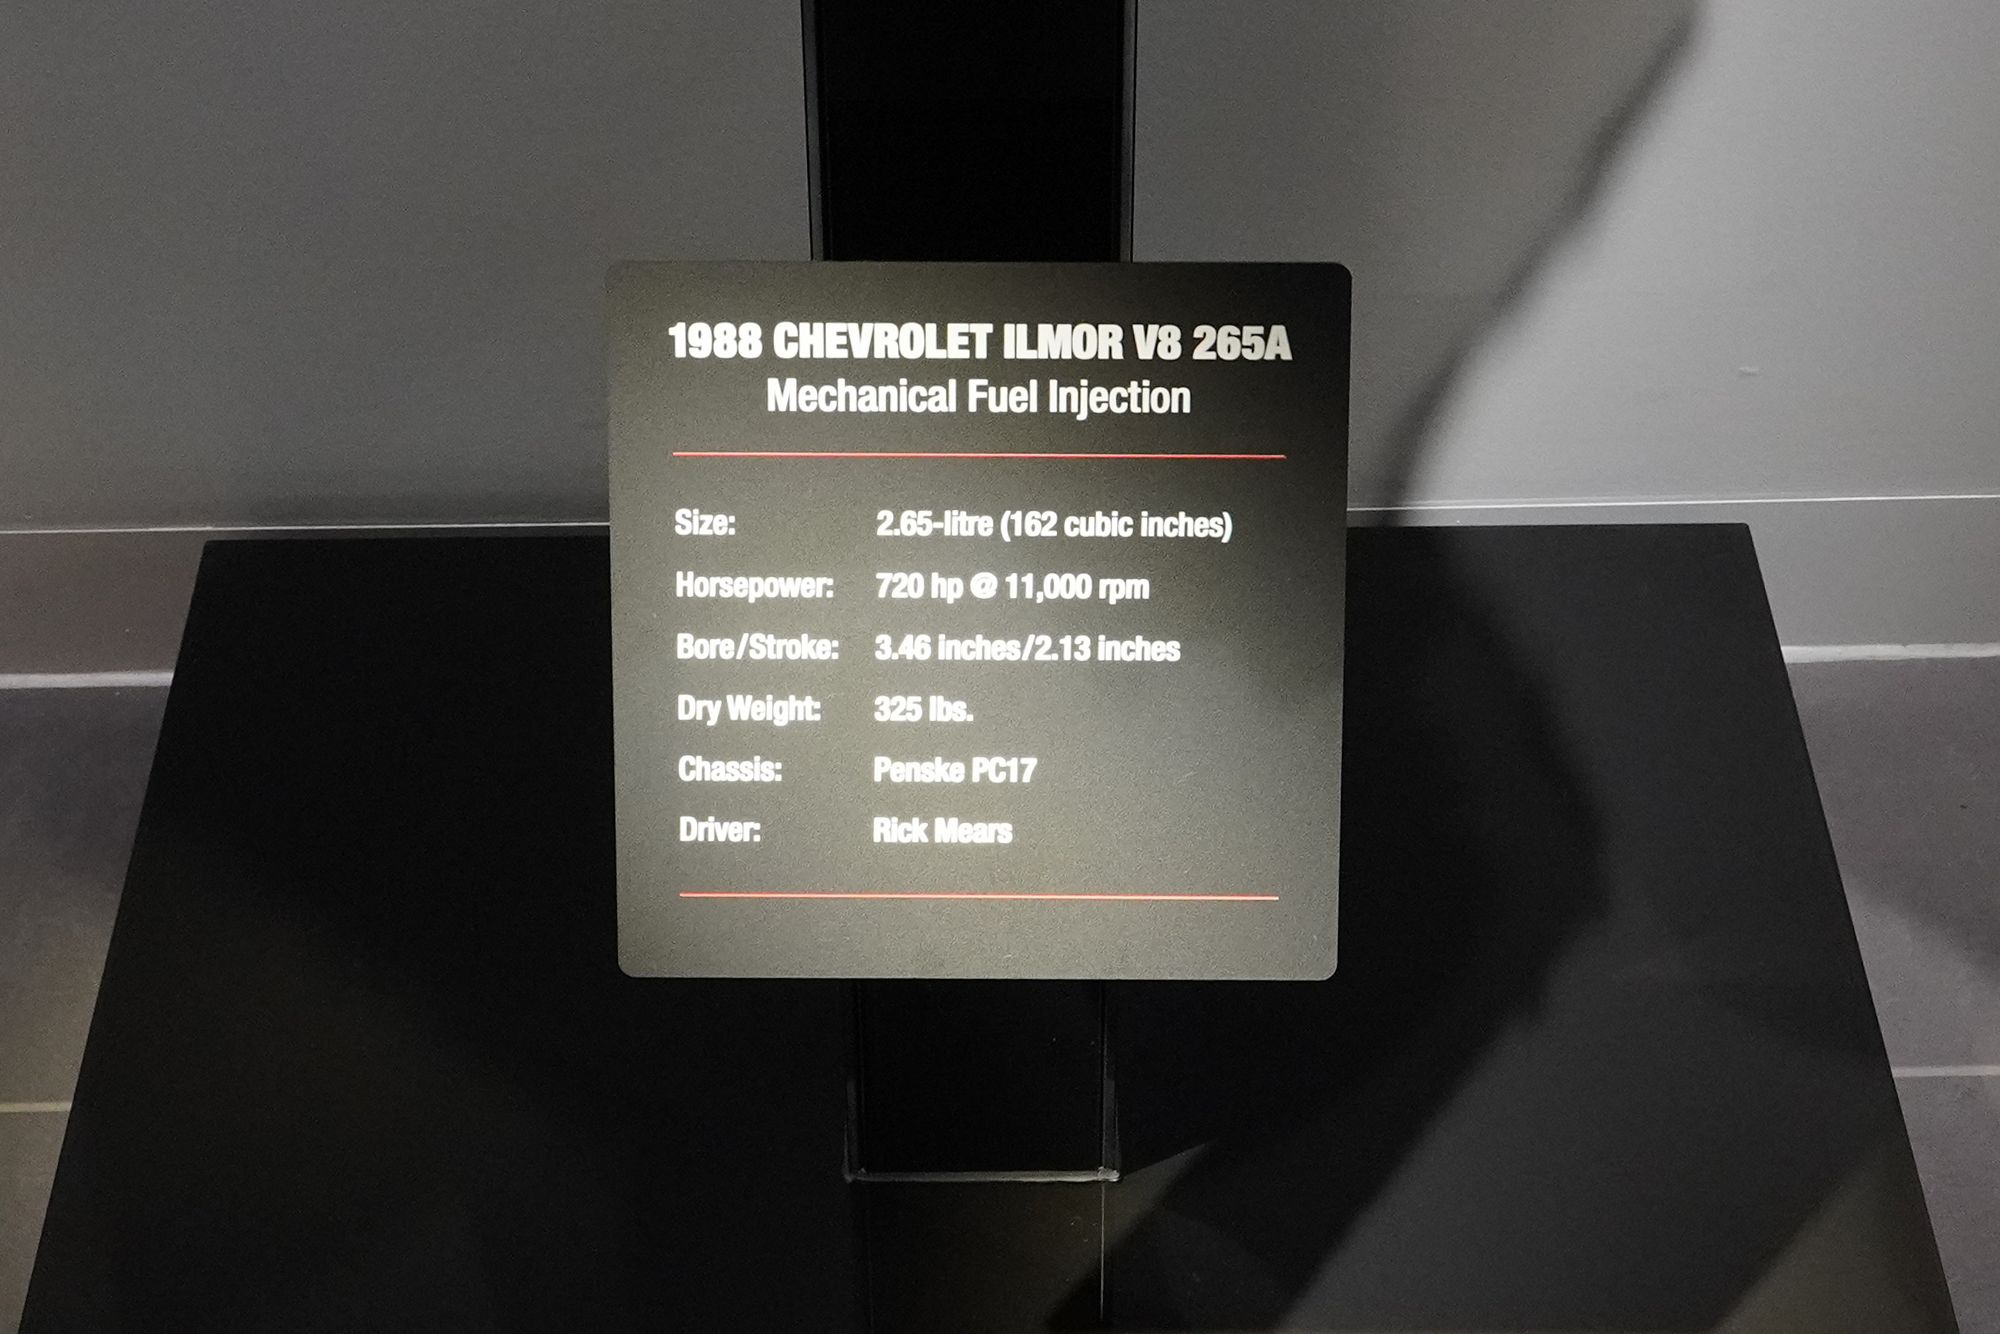 1988 CHEVROLET ILMOR V8 265A
Mechanical Fuel Injection
Size: 2.65-litre (162 cubic inches)
Horsepower: 720 hp @ 11,000 rpm
Bore/Stroke: 3.46 inches/2.13 inches
Dry Weight: 325 lbs.
Chassis: Penske PC17
Driver: Rick Mears